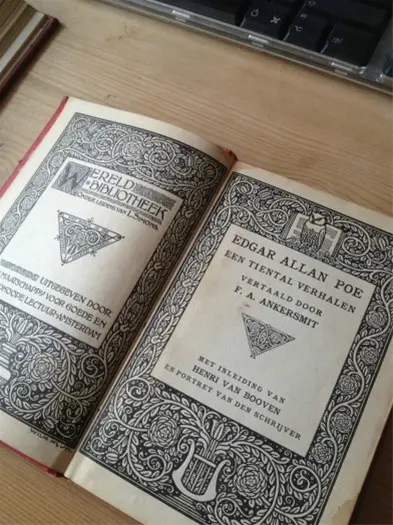 WERELD
BIBLIOTHEEK
ONDER LEIDING VAN L. SIMONS
UITGEGEVEN DOOR
MAATSCHAPPY VOOR GOEDE EN
GOEDKOOPE LECTUUR-AMSTERDAM
EDGAR ALLAN POE
EEN TIENTAL VERHALEN
VERTAALD DOOR
F. A. ANKERSMIT
MET INLEIDING VAN
HENRI VAN BOOVEN
EN PORTRET VAN DEN SCHRIJVER